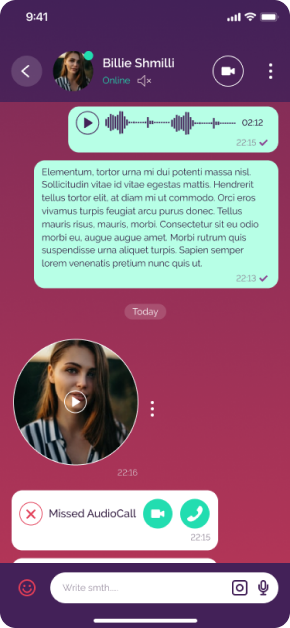 9:41
Billie Shmilli
Online
02:12
22:15
Elementum, tortor urna mi dui potenti massa nisl.
Sollicitudin vitae id vitae egestas mattis. Hendrerit
tellus tortor elit, at diam mi ut commodo. Orci eros
vivamus turpis feugiat arcu purus donec. Tellus
mauris risus, mauris, morbi. Consectetur sit eu odio
morbi eu, augue augue amet. Morbi rutrum quis
suspendisse urna aliquet turpis. Sapien semper
lorem venenatis pretium nunc quis ut.
22:13
Today
22:16
Missed AudioCall
22:15
Write smth....